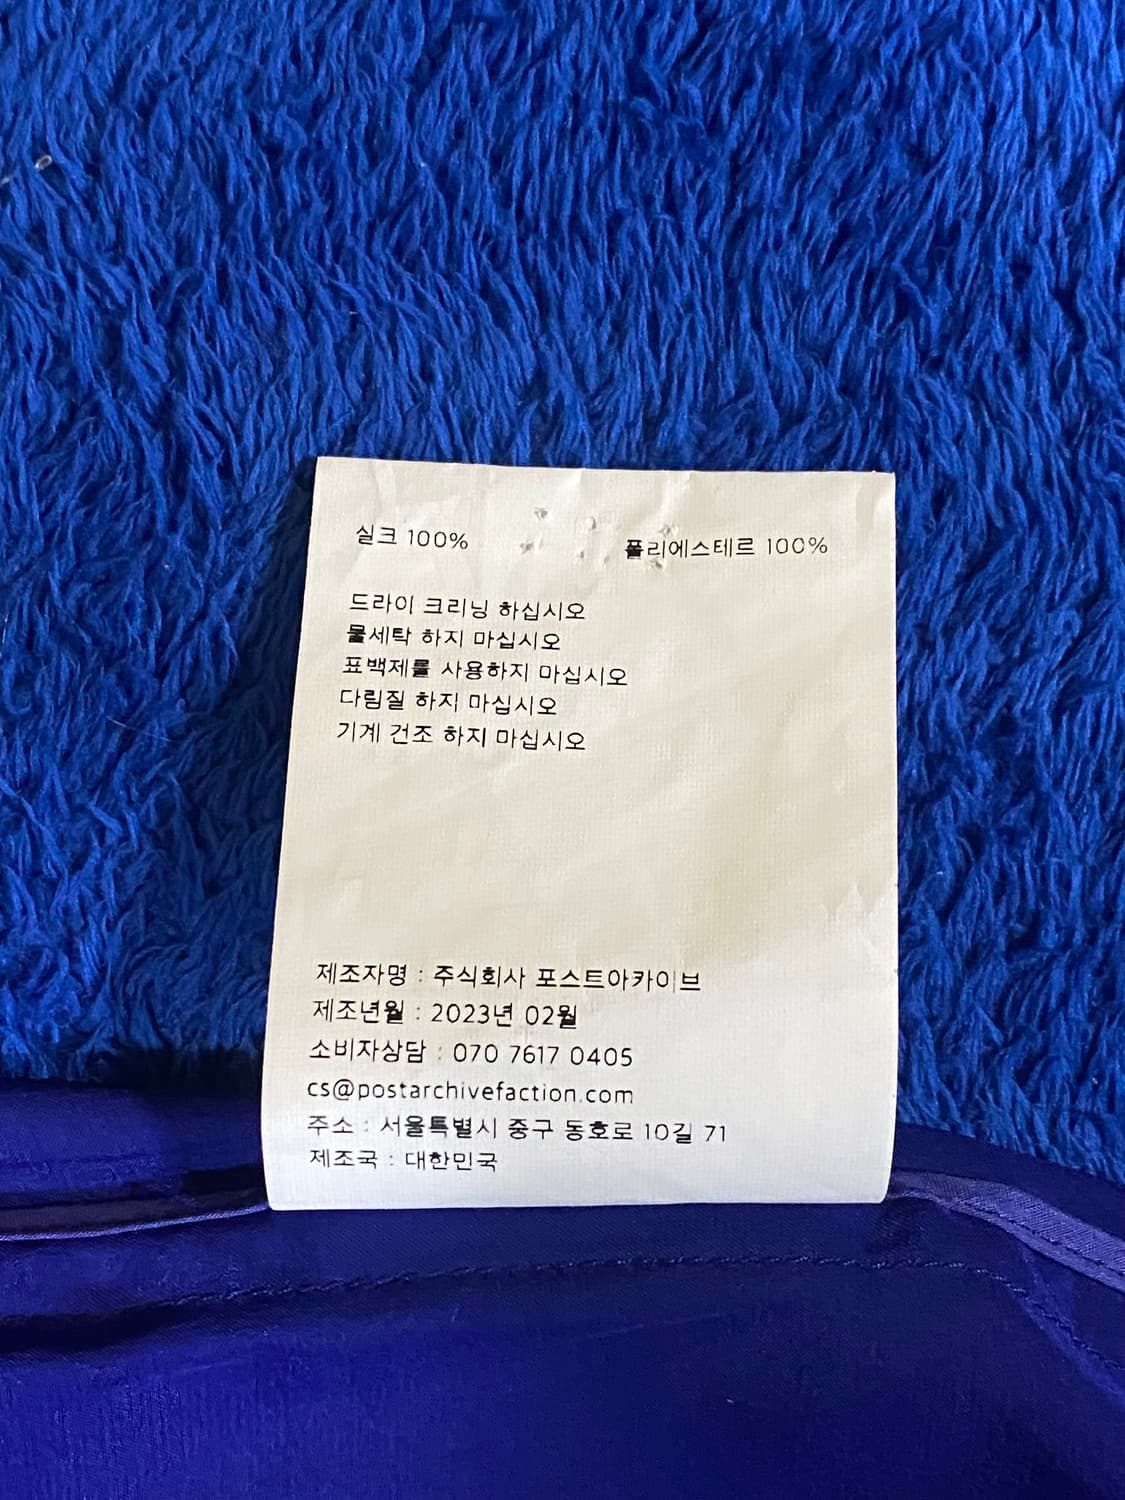 실크 100% 폴리에스테르 100%
드라이 크리닝 하십시오
물세탁 하지 마십시오
표백제를 사용하지 마십시오
다림질 하지 마십시오
기계 건조 하지 마십시오
제조자명 : 주식회사 포스트아카이브
제조년월 : 2023년 02월
소비자상담 : 070 7617 0405
cs@postarchivefaction.com
주소 : 서울특별시 중구 동호로 10길 71
제조국 : 대한민국